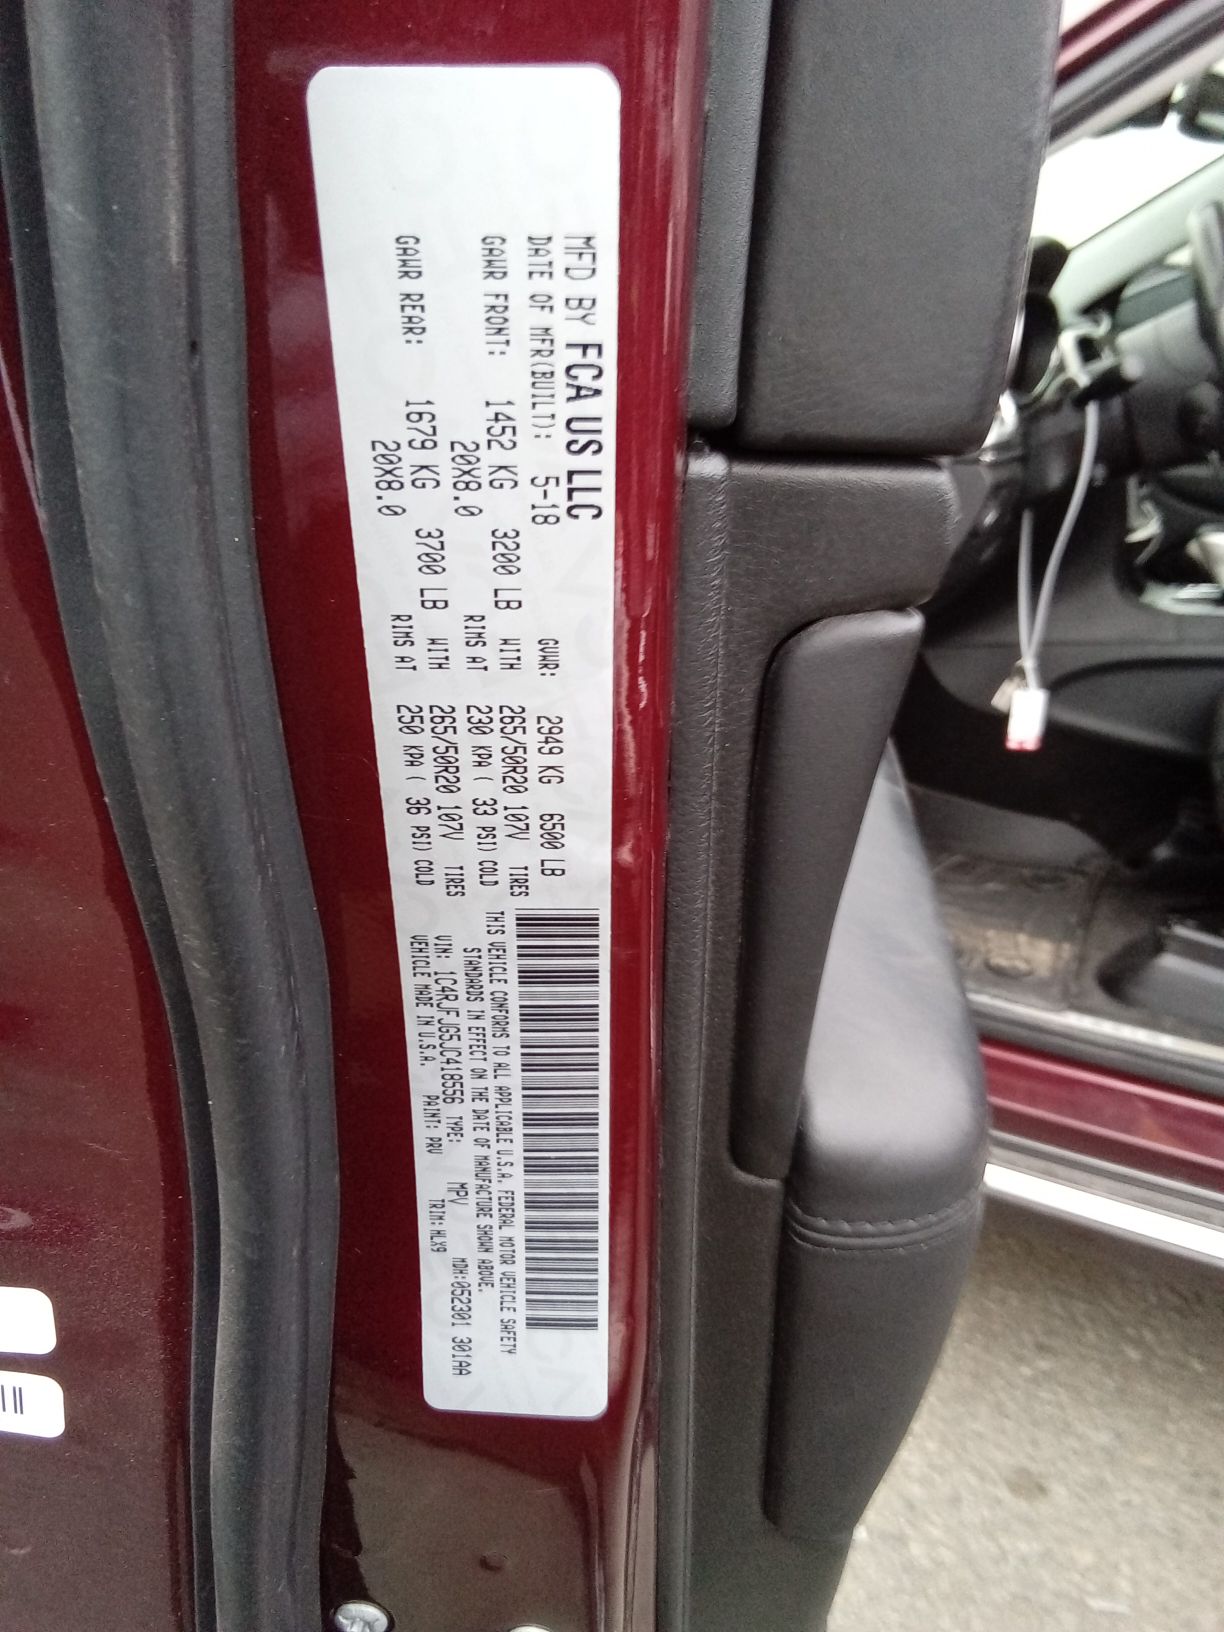 MFD BY FCA US LLC
DATE OF MFR(BUILT): 5-18 GVWR: 2949 KG 6500 LB
GAWR FRONT: 1452 KG 3200 LB WITH 265/50R20 107V TIRES
20X8.0 RIMS AT 230 KPA ( 33 PSI) COLD
GAWR REAR: 1679 KG 3700 LB WITH 265/50R20 107V TIRES
20X8.0 RIMS AT 250 KPA ( 36 PSI) COLD
THIS VEHICLE CONFORMS TO ALL APPLICABLE U.S.A. FEDERAL MOTOR VEHICLE SAFETY
STANDARDS IN EFFECT ON THE DATE OF MANUFACTURE SHOWN ABOVE.
VIN: 1C4RJFJG5JC418556 TYPE: MPV MDH:052301 301AA
VEHICLE MADE IN U.S.A. PAINT: PRV TRIM: HLX9